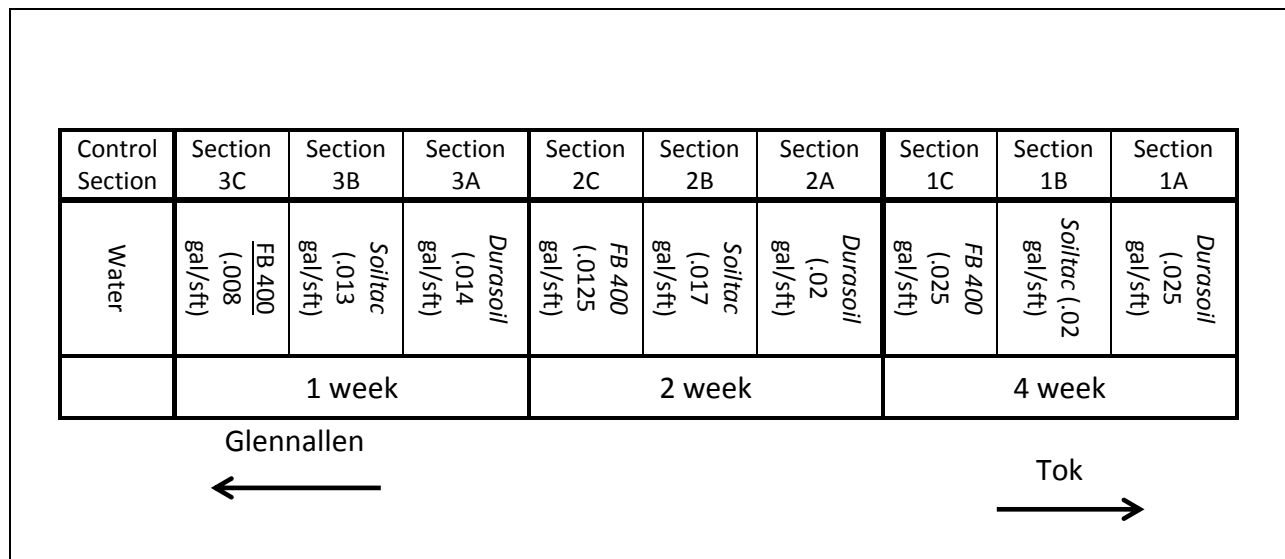 Control
Section
Section
3C
Section
3B
Section
3A
Section
2C
Section
2B
Section
2A
Section
1C
Section
1B
Section
1A
Water
FB 400
(.008
gal/sft)
Soiltac
(.013
gal/sft)
Durasoil
(.014
gal/sft)
FB 400
(.0125
gal/sft)
Soiltac
(.017
gal/sft)
Durasoil
(.02
gal/sft)
FB 400
(.025
gal/sft)
Soiltac (.02
gal/sft)
Durasoil
(.025
gal/sft)
1 week
2 week
4 week
Glennallen
Tok